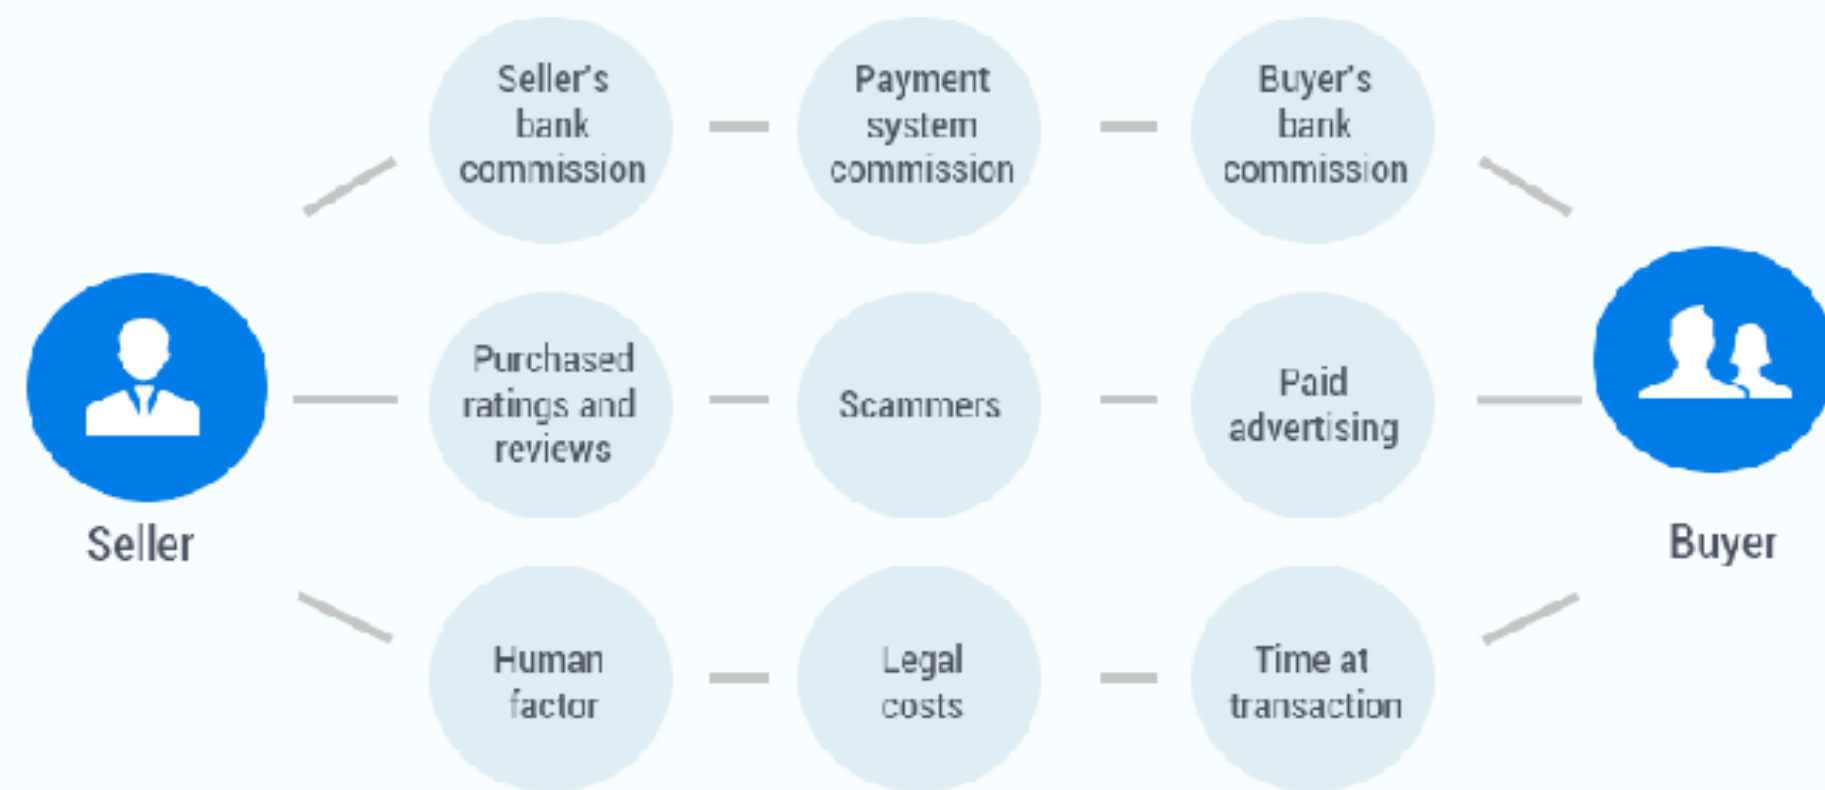 Seller's
bank
commission
Payment
system
commission
Buyer's
bank
commission
Purchased
ratings and
reviews
Scammers
Paid
advertising
Seller
Buyer
Human
factor
Legal
costs
Time at
transaction